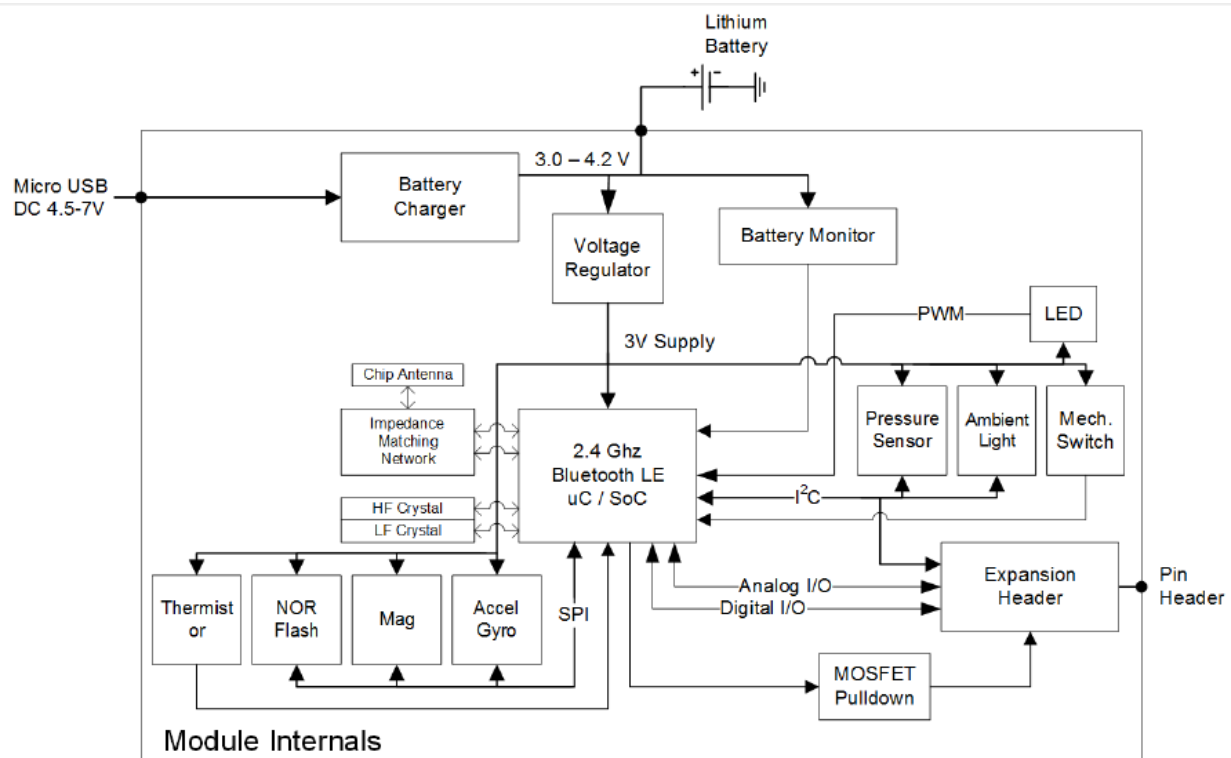 Lithium
Battery
3.0 – 4.2 V
Micro USB
DC 4.5-7V
Battery
Charger
Voltage
Regulator
Battery Monitor
PWM
LED
3V Supply
Chip Antenna
Impedance
Matching
Network
2.4 Ghz
Bluetooth LE
uC / SoC
Pressure
Sensor
Ambient
Light
Mech.
Switch
I²C
HF Crystal
LF Crystal
Thermist
or
NOR
Flash
Mag
Accel
Gyro
SPI
Analog I/O
Digital I/O
Expansion
Header
Pin
Header
MOSFET
Pulldown
Module Internals